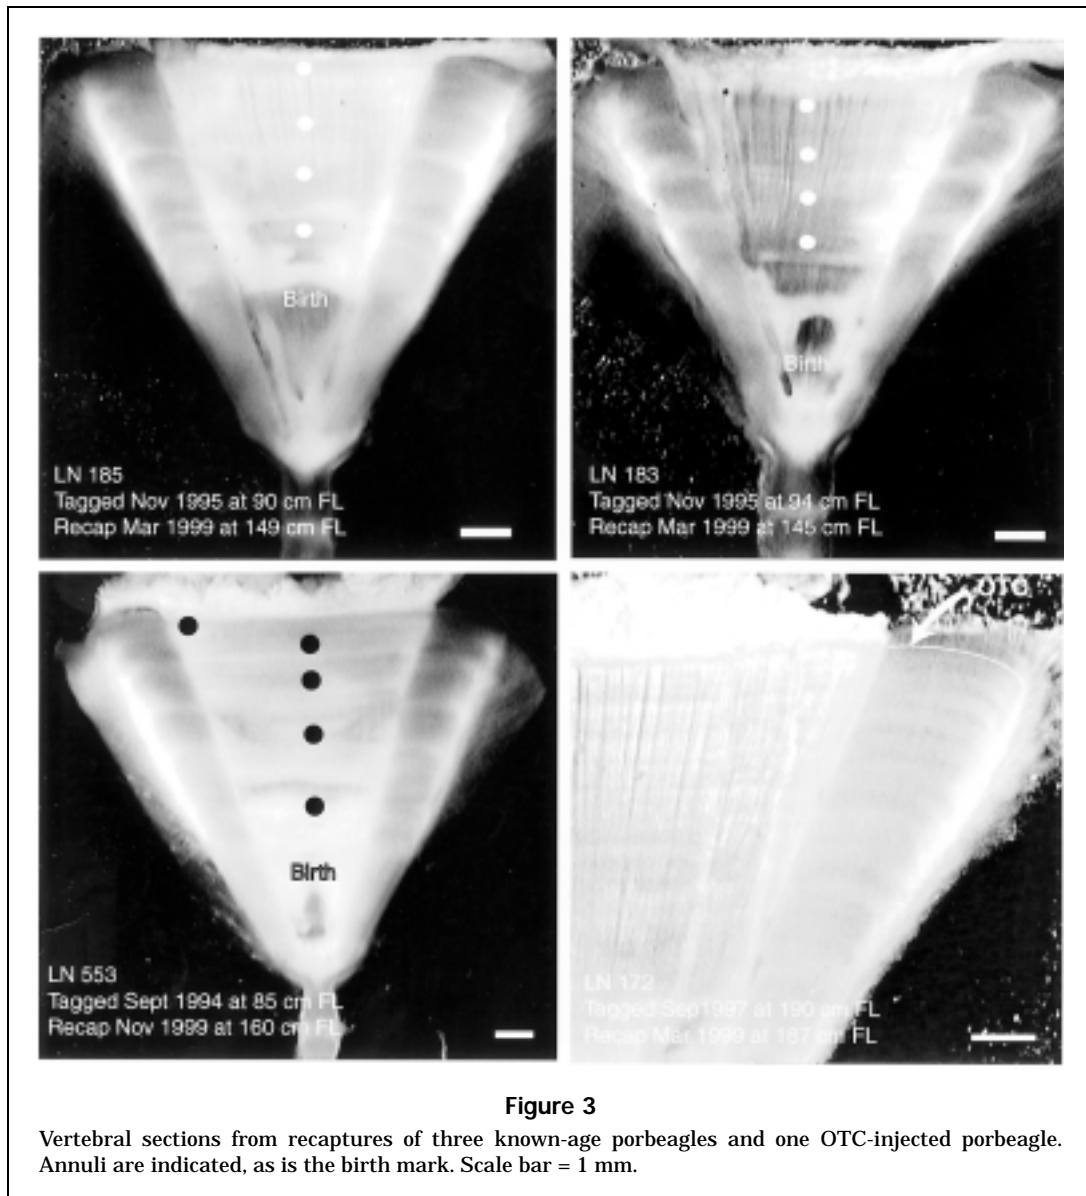 Birth
LN 185
Tagged Nov 1995 at 90 cm FL
Recap Mar 1999 at 149 cm FL
Birth
LN 183
Tagged Nov 1995 at 94 cm FL
Recap Mar 1999 at 145 cm FL
Birth
LN 553
Tagged Sept 1994 at 85 cm FL
Recap Nov 1999 at 160 cm FL
OTC
LN 172
Tagged Sep1997 at 190 cm FL
Recap Mar 1999 at 187 cm FL
Figure 3
Vertebral sections from recaptures of three known-age porbeagles and one OTC-injected porbeagle.
Annuli are indicated, as is the birth mark. Scale bar = 1 mm.